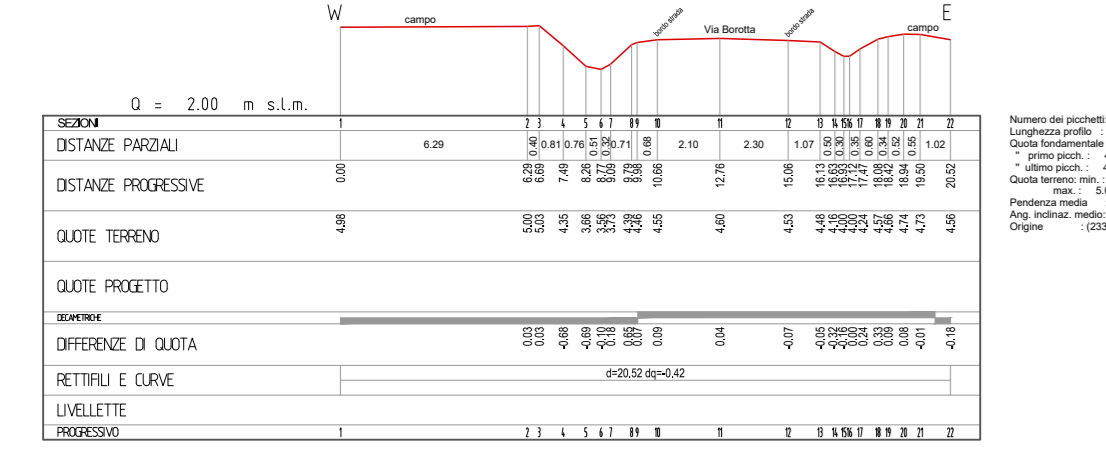 W
E
campo
bordo strada
Via Borotta
bordo strada
campo
Q = 2.00 m s.l.m.
SEZIONI 1 2 3 4 5 6 7 8 9 10 11 12 13 14 15 16 17 18 19 20 21 22
DISTANZE PARZIALI 6.29 0.40 0.81 0.76 0.51 0.32 0.71 0.68 2.10 2.30 1.07 0.50 0.30 0.35 0.60 0.34 0.52 0.55 1.02
DISTANZE PROGRESSIVE 0.00 6.29 6.69 7.49 8.26 8.77 9.09 9.79 9.98 10.66 12.76 15.06 16.13 16.63 16.93 17.12 17.47 18.08 18.42 18.94 19.50 20.52
QUOTE TERRENO 4.98 5.00 5.03 4.35 3.66 3.56 3.73 4.39 4.46 4.55 4.60 4.53 4.48 4.16 4.00 4.00 4.24 4.57 4.66 4.74 4.73 4.56
QUOTE PROGETTO
DECAMETRICHE
DIFFERENZE DI QUOTA 0.03 0.03 -0.68 -0.69 -0.10 0.18 0.65 0.07 0.09 0.04 -0.07 -0.05 -0.32 -0.16 0.00 0.24 0.33 0.09 0.08 -0.01 -0.18
RETTIFILI E CURVE d=20,52 dq=-0,42
LIVELLETTE
PROGRESSIVO 1 2 3 4 5 6 7 8 9 10 11 12 13 14 15 16 17 18 19 20 21 22
Numero dei picchetti:
Lunghezza profilo :
Quota fondamentale
" primo picch. : 4
" ultimo picch. : 4
Quota terreno: min. :
max. : 5.0
Pendenza media
Ang. inclinaz. medio:
Origine : (233